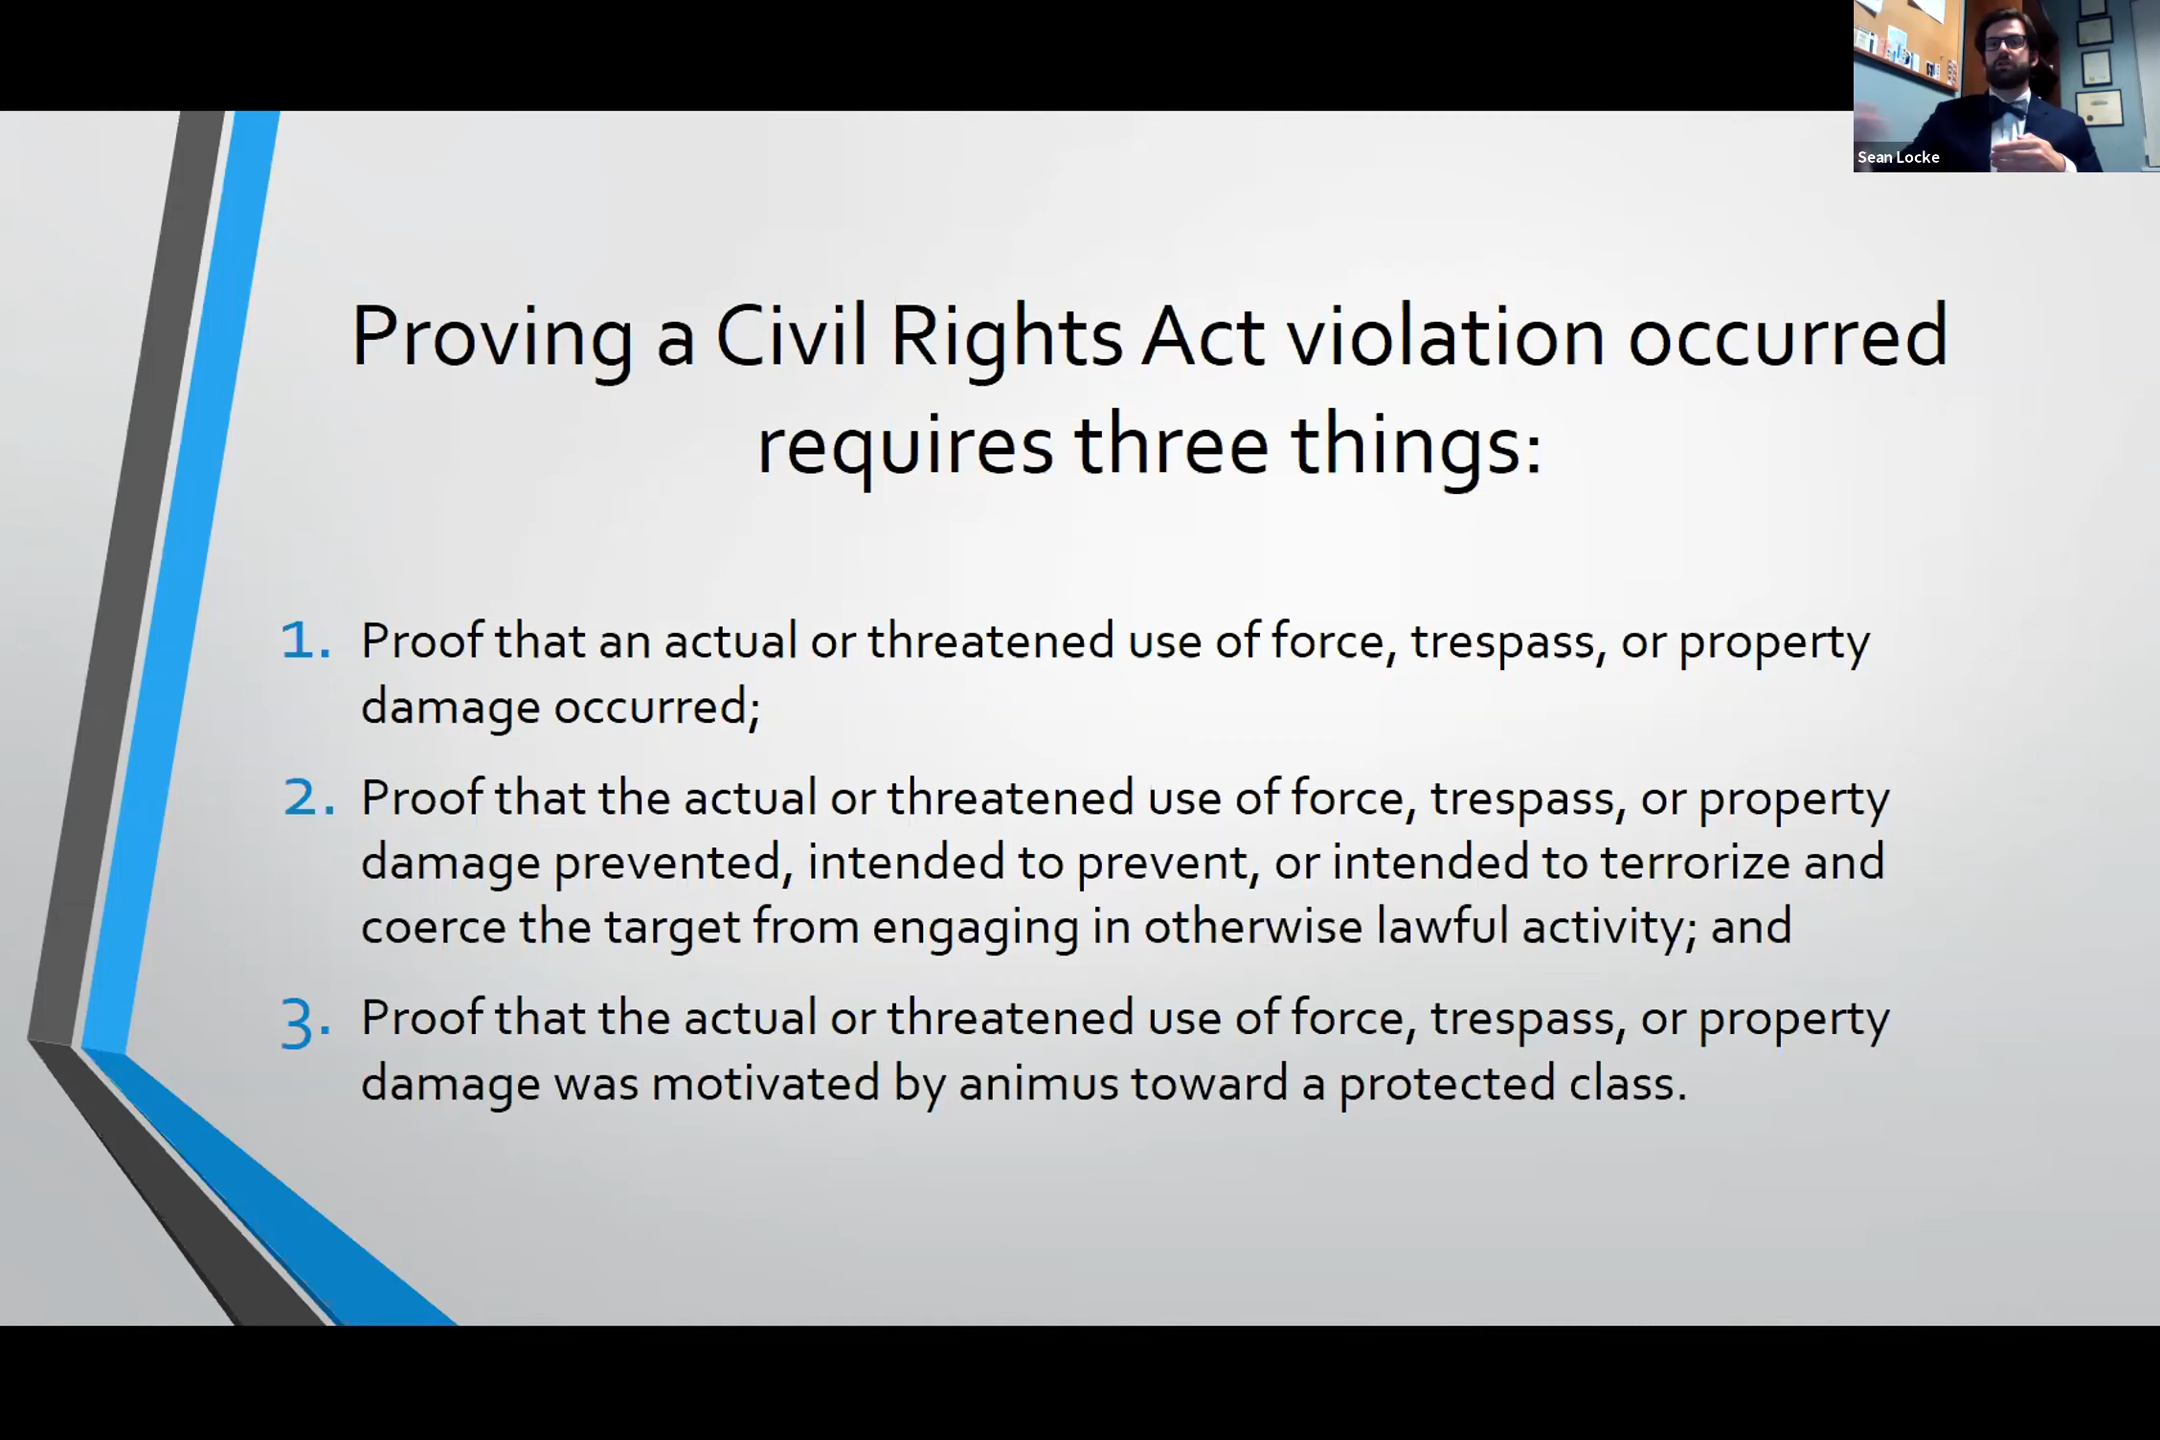 Sean Locke
Proving a Civil Rights Act violation occurred
requires three things:
1. Proof that an actual or threatened use of force, trespass, or property
damage occurred;
2. Proof that the actual or threatened use of force, trespass, or property
damage prevented, intended to prevent, or intended to terrorize and
coerce the target from engaging in otherwise lawful activity; and
3. Proof that the actual or threatened use of force, trespass, or property
damage was motivated by animus toward a protected class.